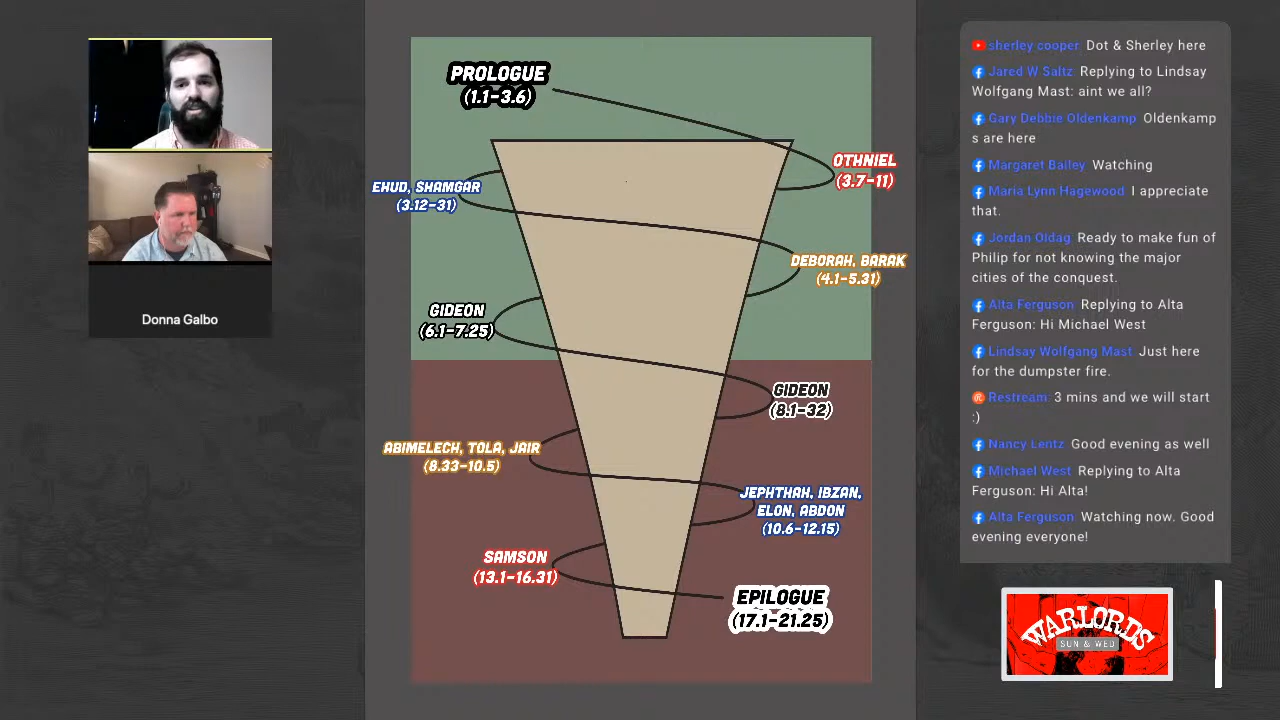 Donna Galbo
PROLOGUE
(1.1-3.6)
OTHNIEL
(3.7-11)
EHUD, SHAMGAR
(3.12-31)
DEBORAH, BARAK
(4.1-5.31)
GIDEON
(6.1-7.25)
GIDEON
(8.1-32)
ABIMELECH, TOLA, JAIR
(8.33-10.5)
JEPHTHAH, IBZAN,
ELON, ABDON
(10.6-12.15)
SAMSON
(13.1-16.31)
EPILOGUE
(17.1-21.25)
sherley cooper Dot & Sherley here
Jared W Saltz Replying to Lindsay
Wolfgang Mast: aint we all?
Gary Debbie Oldenkamp Oldenkamp
s are here
Margaret Bailey Watching
Maria Lynn Hagewood I appreciate
that.
Jordan Oldag Ready to make fun of
Philip for not knowing the major
cities of the conquest.
Alta Ferguson Replying to Alta
Ferguson: Hi Michael West
Lindsay Wolfgang Mast Just here
for the dumpster fire.
Restream 3 mins and we will start
:)
Nancy Lentz Good evening as well
Michael West Replying to Alta
Ferguson: Hi Alta!
Alta Ferguson Watching now. Good
evening everyone!
WARLORDS
SUN & WED